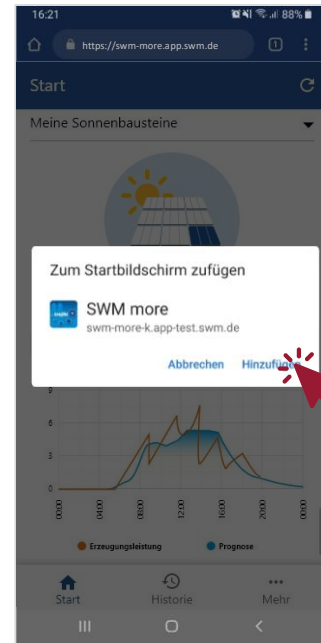 16:21
88%
https://swm-more.app.swm.de
1
Start
Meine Sonnenbausteine
Zum Startbildschirm zufügen
SWM more
swm-more-k.app-test.swm.de
Abbrechen Hinzufügen
9
6
3
0
00:00 04:00 08:00 12:00 16:00 20:00 00:00
Erzeugungsleistung Prognose
Start Historie Mehr